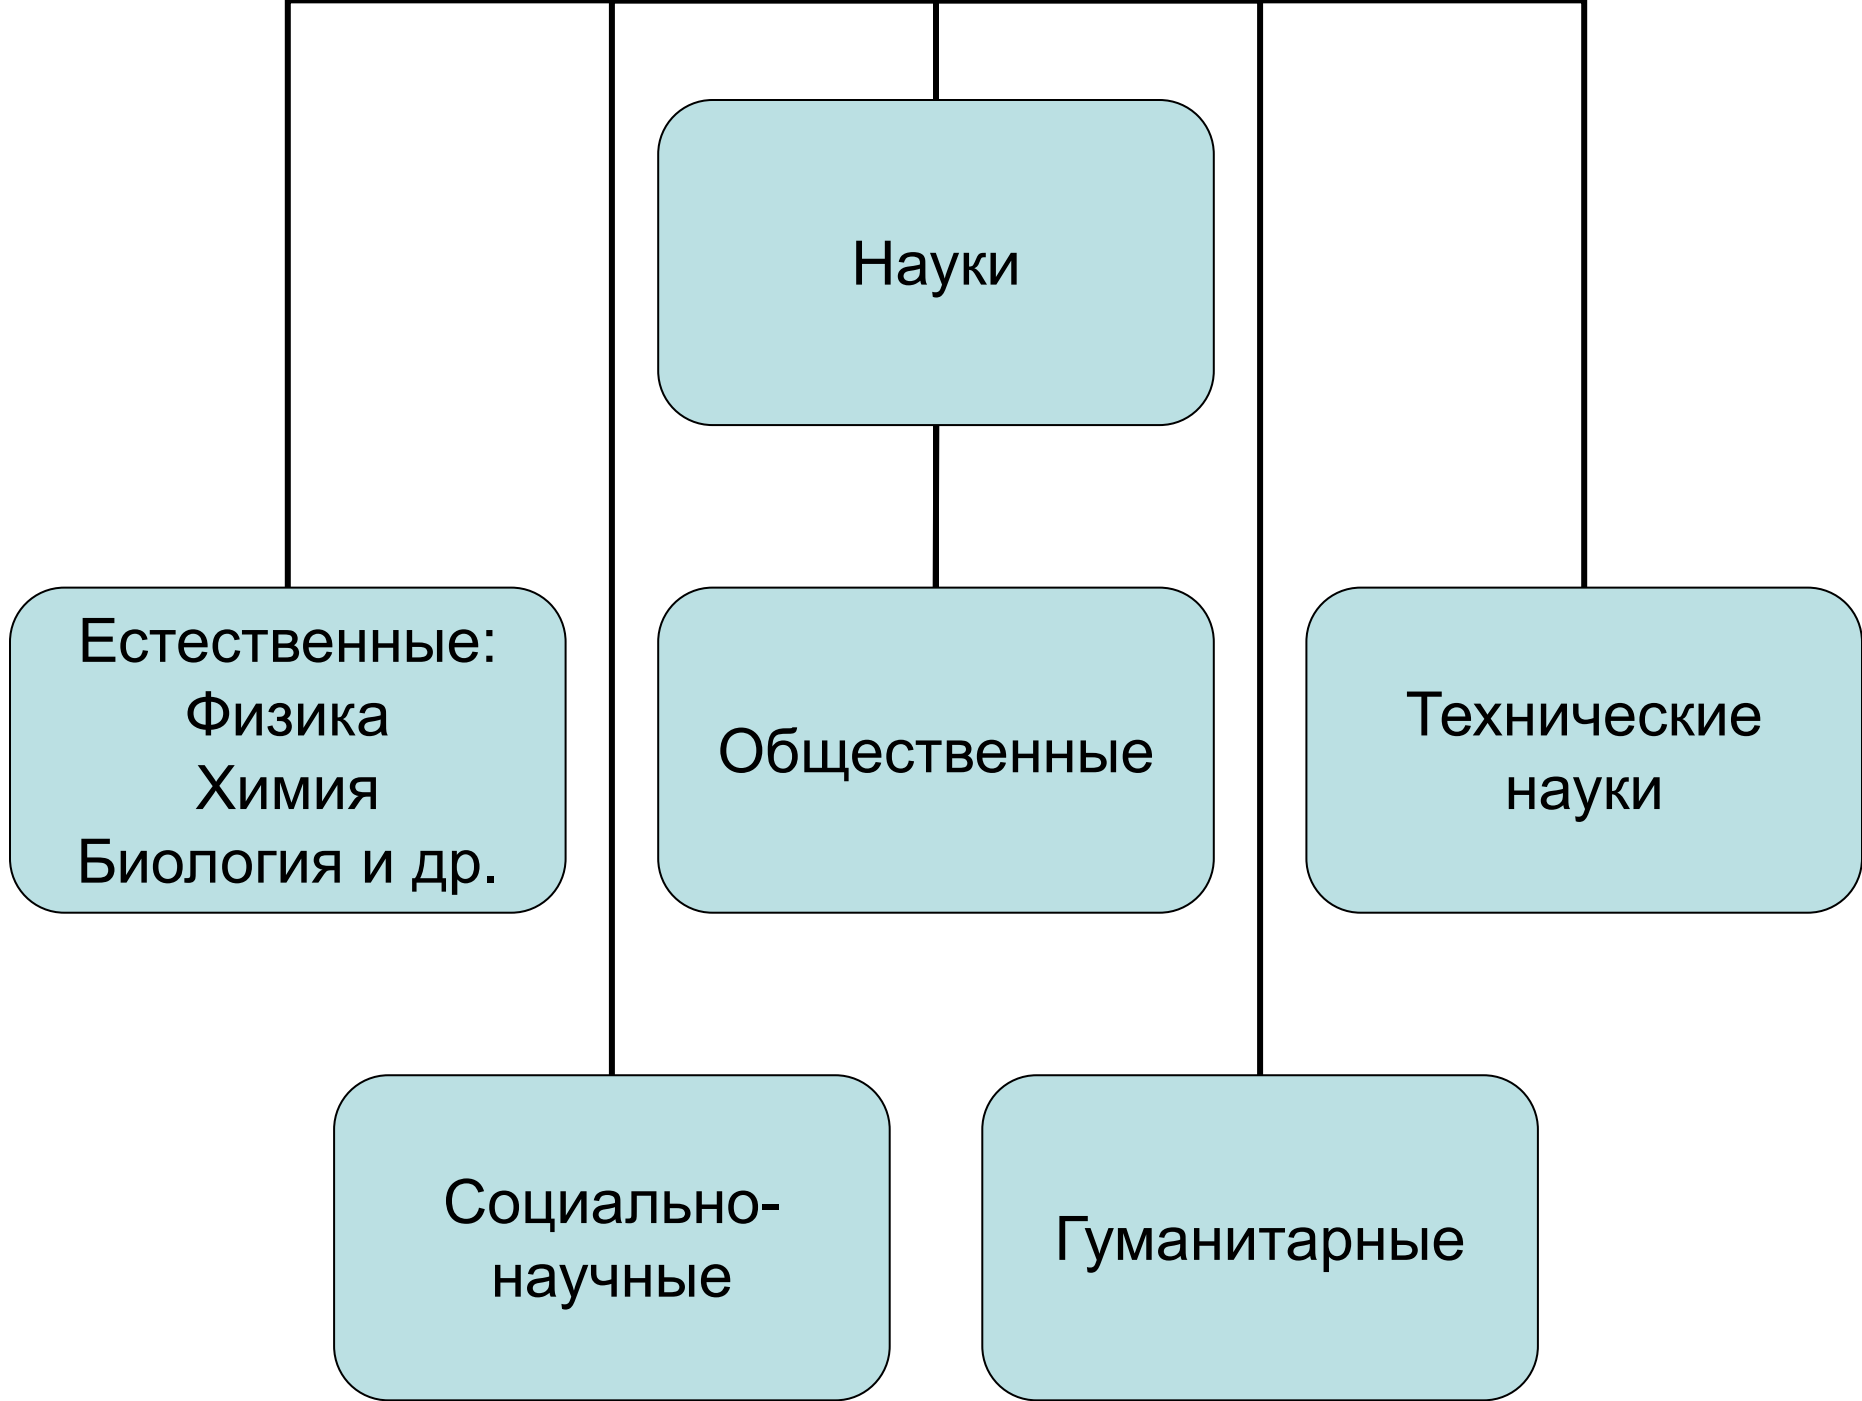 Науки
Естественные:
Физика
Химия
Биология и др.
Общественные
Технические
науки
Социально-
научные
Гуманитарные